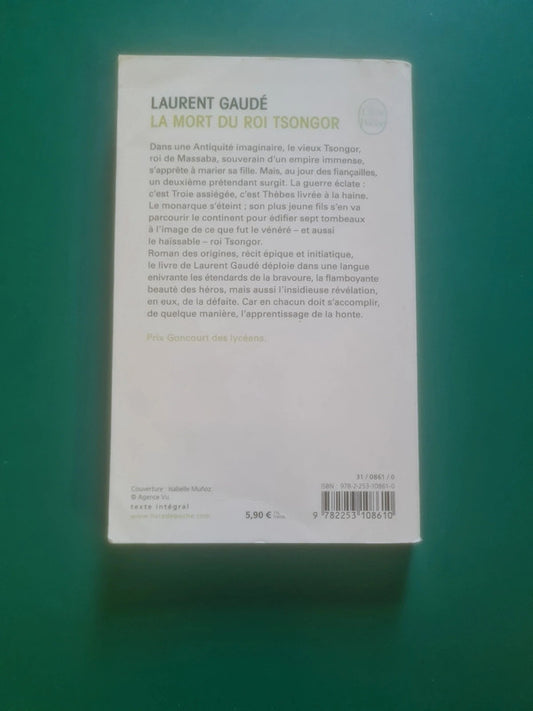 LAURENT GAUDÉ
LA MORT DU ROI TSONGOR
Dans une Antiquité imaginaire, le vieux Tsongor,
roi de Massaba, souverain d'un empire immense,
s'apprête à marier sa fille. Mais, au jour des fiançailles,
un deuxième prétendant surgit. La guerre éclate :
c'est Troie assiégée, c'est Thèbes livrée à la haine.
Le monarque s'éteint ; son plus jeune fils s'en va
parcourir le continent pour édifier sept tombeaux
à l'image de ce que fut le vénéré – et aussi
le haïssable – roi Tsongor.
Roman des origines, récit épique et initiatique,
le livre de Laurent Gaudé déploie dans une langue
enivrante les étendards de la bravoure, la flamboyante
beauté des héros, mais aussi l'insidieuse révélation,
en eux, de la défaite. Car en chacun doit s'accomplir,
de quelque manière, l'apprentissage de la honte.
Prix Goncourt des lycéens.
Couverture : Isabelle Muñoz
© Agence Vu
texte intégral
www.livredepoche.com
5,90 €
31 / 0861 / 0
ISBN : 978-2-253-10861-0
9 782253 108610